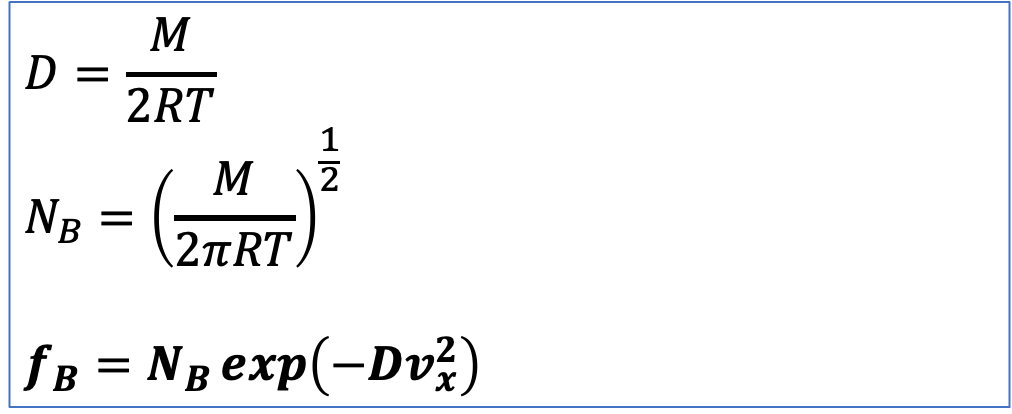 D = M/2RT
N_B = (M/2πRT)^(1/2)
f_B = N_B exp(−Dv_x^2)